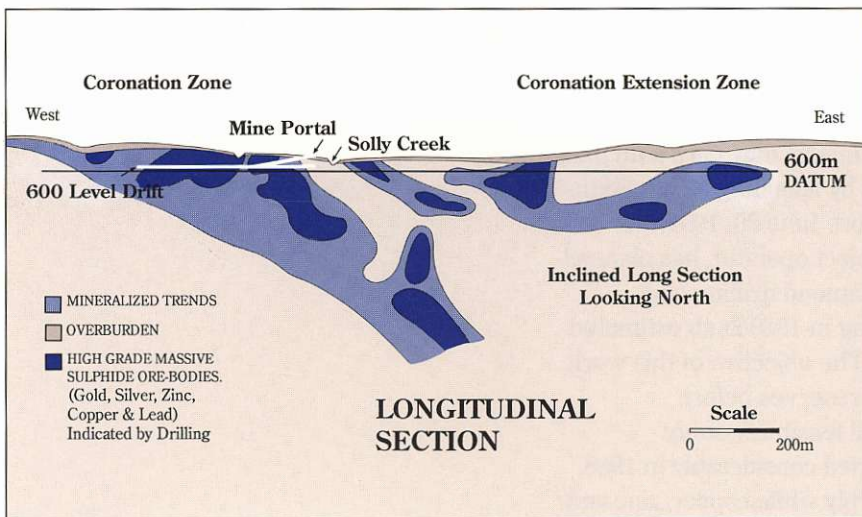 Coronation Zone
Coronation Extension Zone
West
East
Mine Portal
Solly Creek
600m
DATUM
600 Level Drift
Inclined Long Section
Looking North
MINERALIZED TRENDS
OVERBURDEN
HIGH GRADE MASSIVE
SULPHIDE ORE-BODIES.
(Gold, Silver, Zinc,
Copper & Lead)
Indicated by Drilling
LONGITUDINAL
SECTION
Scale
0 200m